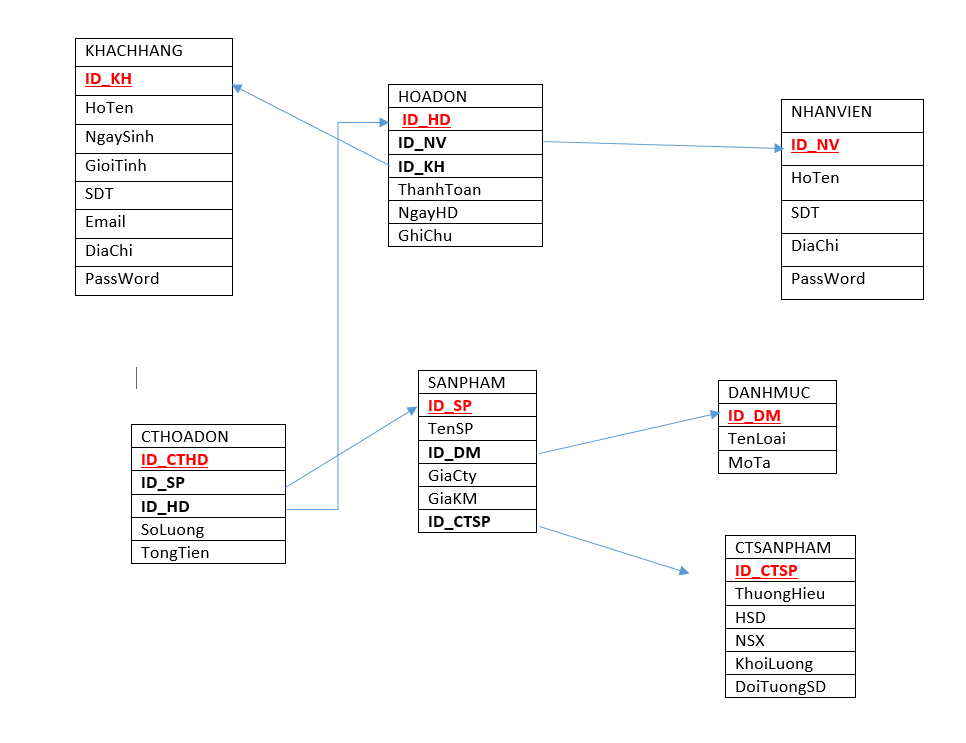 KHACHHANG
ID_KH
HoTen
NgaySinh
GioiTinh
SDT
Email
DiaChi
PassWord
HOADON
ID_HD
ID_NV
ID_KH
ThanhToan
NgayHD
GhiChu
NHANVIEN
ID_NV
HoTen
SDT
DiaChi
PassWord
CTHOADON
ID_CTHD
ID_SP
ID_HD
SoLuong
TongTien
SANPHAM
ID_SP
TenSP
ID_DM
GiaCty
GiaKM
ID_CTSP
DANHMUC
ID_DM
TenLoai
MoTa
CTSANPHAM
ID_CTSP
ThuongHieu
HSD
NSX
KhoiLuong
DoiTuongSD